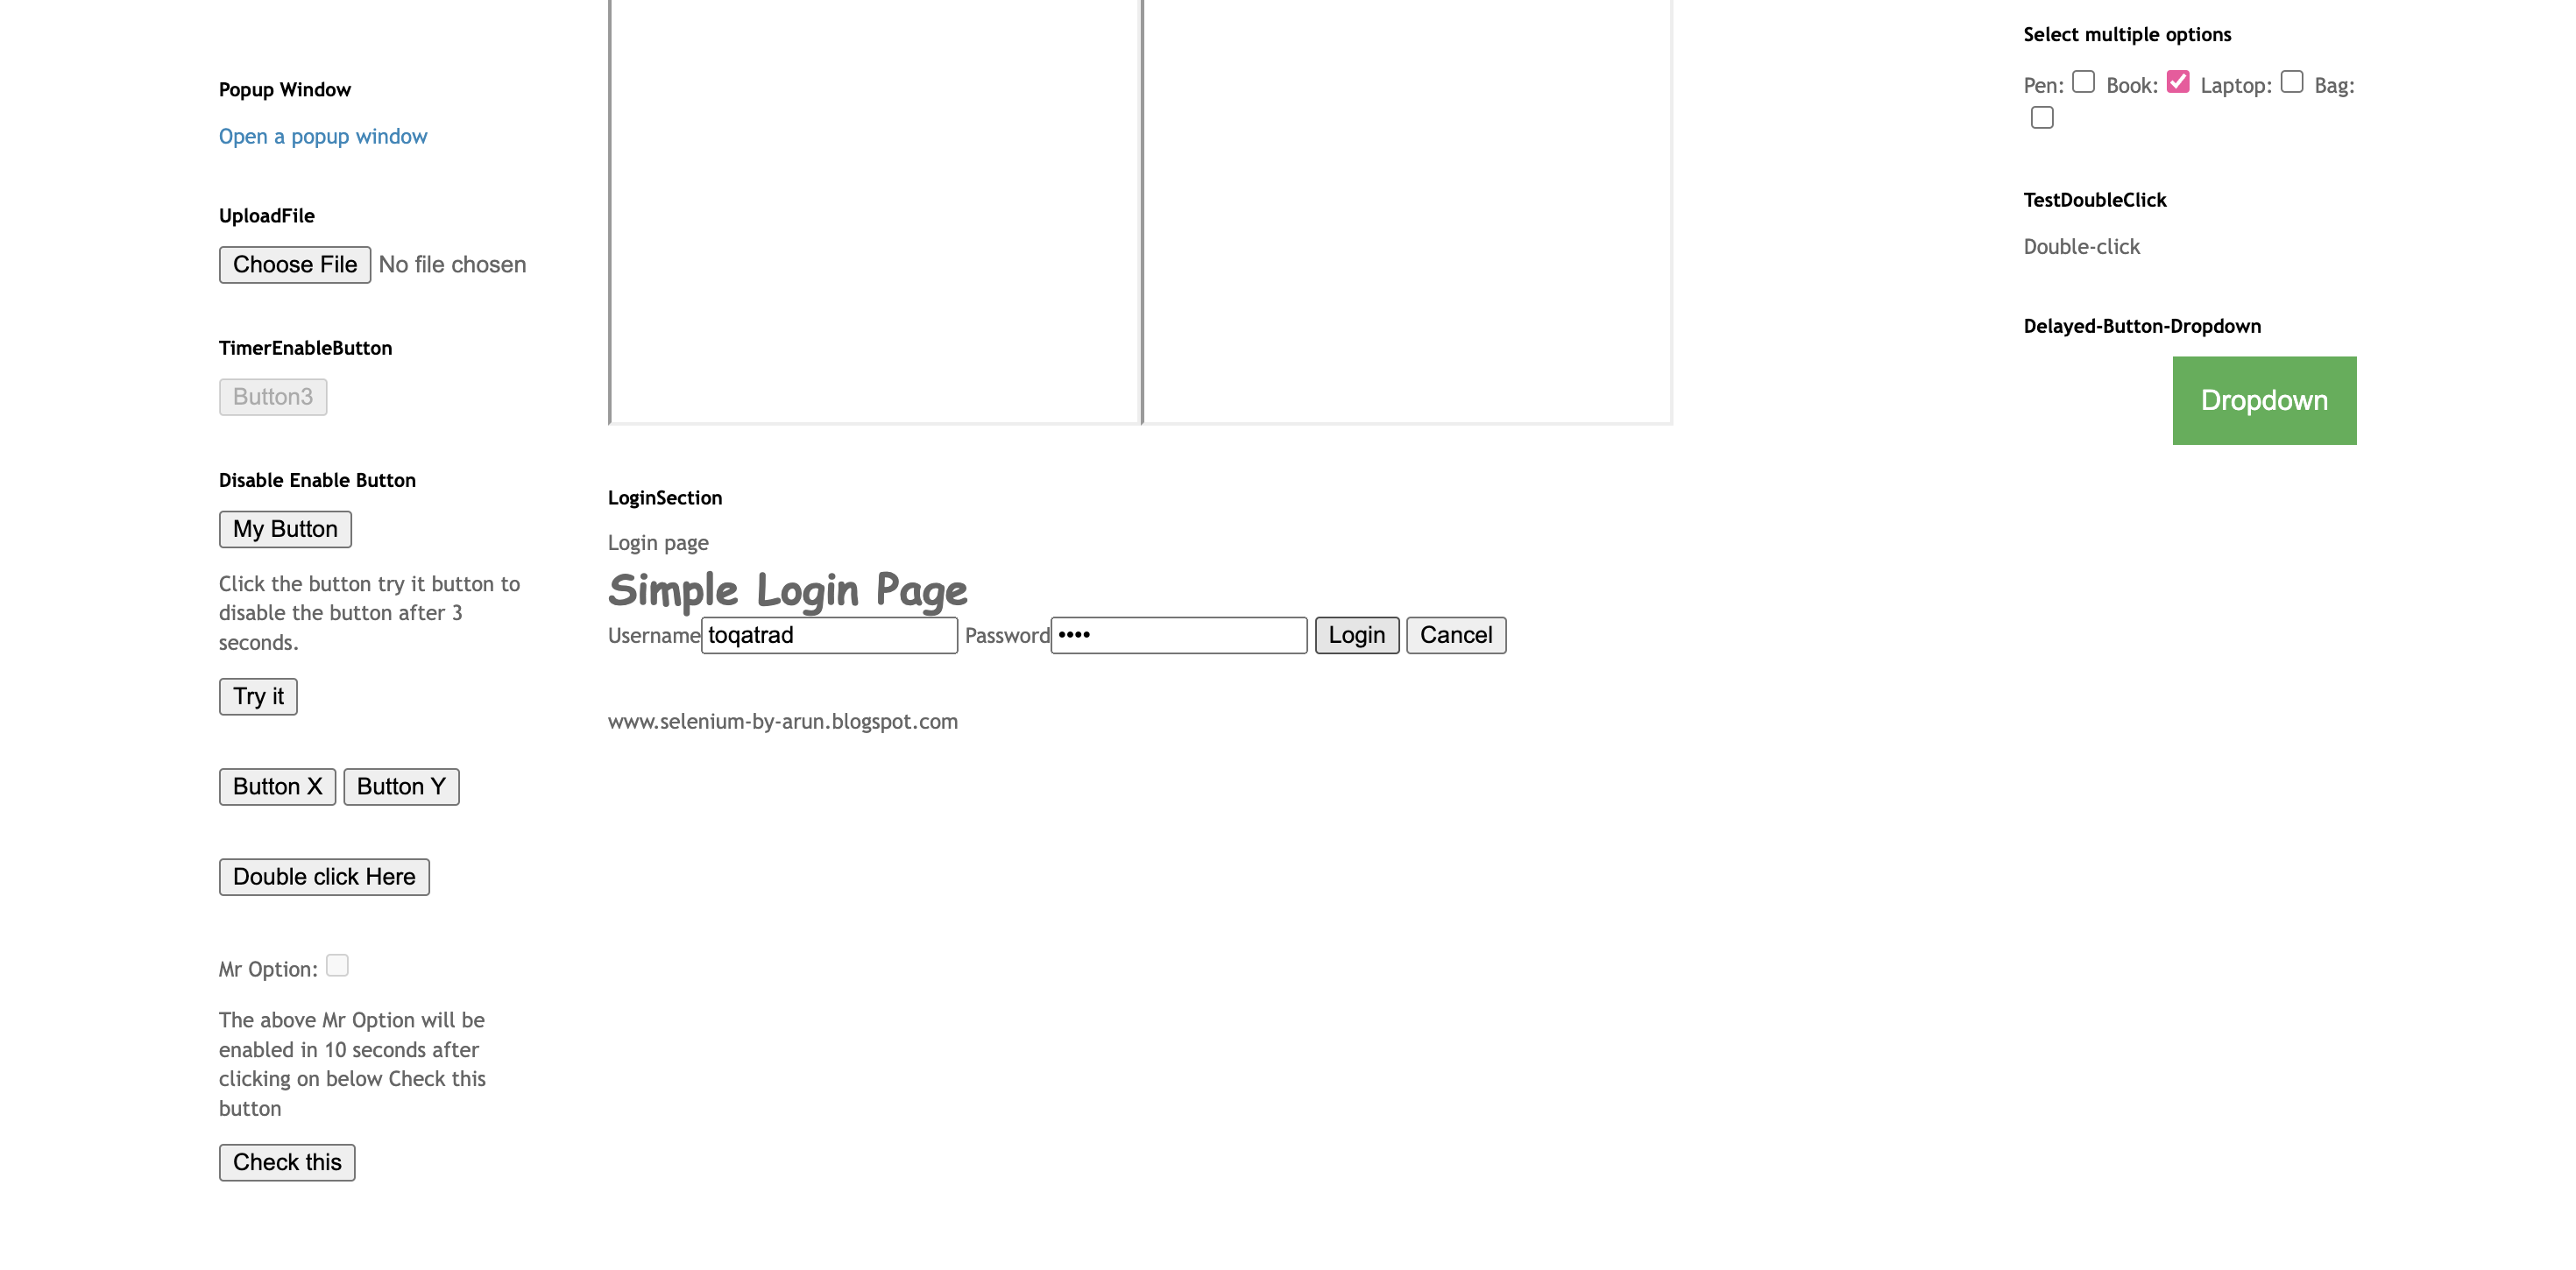 Popup Window
Open a popup window
UploadFile
Choose File No file chosen
TimerEnableButton
Button3
Disable Enable Button
My Button
Click the button try it button to
disable the button after 3
seconds.
Try it
Button X Button Y
Double click Here
Mr Option:
The above Mr Option will be
enabled in 10 seconds after
clicking on below Check this
button
Check this
LoginSection
Login page
Simple Login Page
Username toqatrad Password •••• Login Cancel
www.selenium-by-arun.blogspot.com
Select multiple options
Pen: Book: Laptop: Bag:
TestDoubleClick
Double-click
Delayed-Button-Dropdown
Dropdown